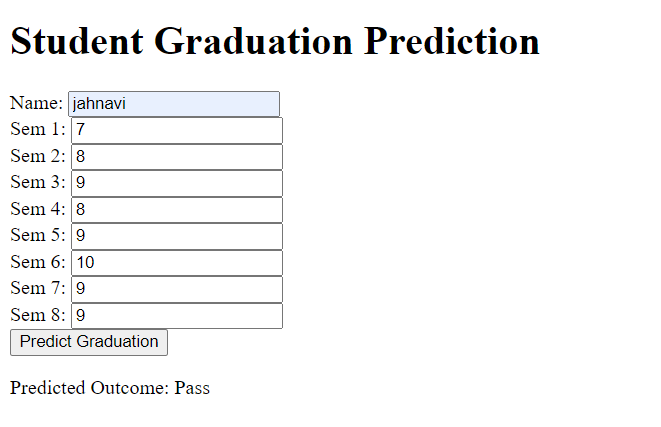 Student Graduation Prediction
Name: jahnavi
Sem 1: 7
Sem 2: 8
Sem 3: 9
Sem 4: 8
Sem 5: 9
Sem 6: 10
Sem 7: 9
Sem 8: 9
Predict Graduation
Predicted Outcome: Pass